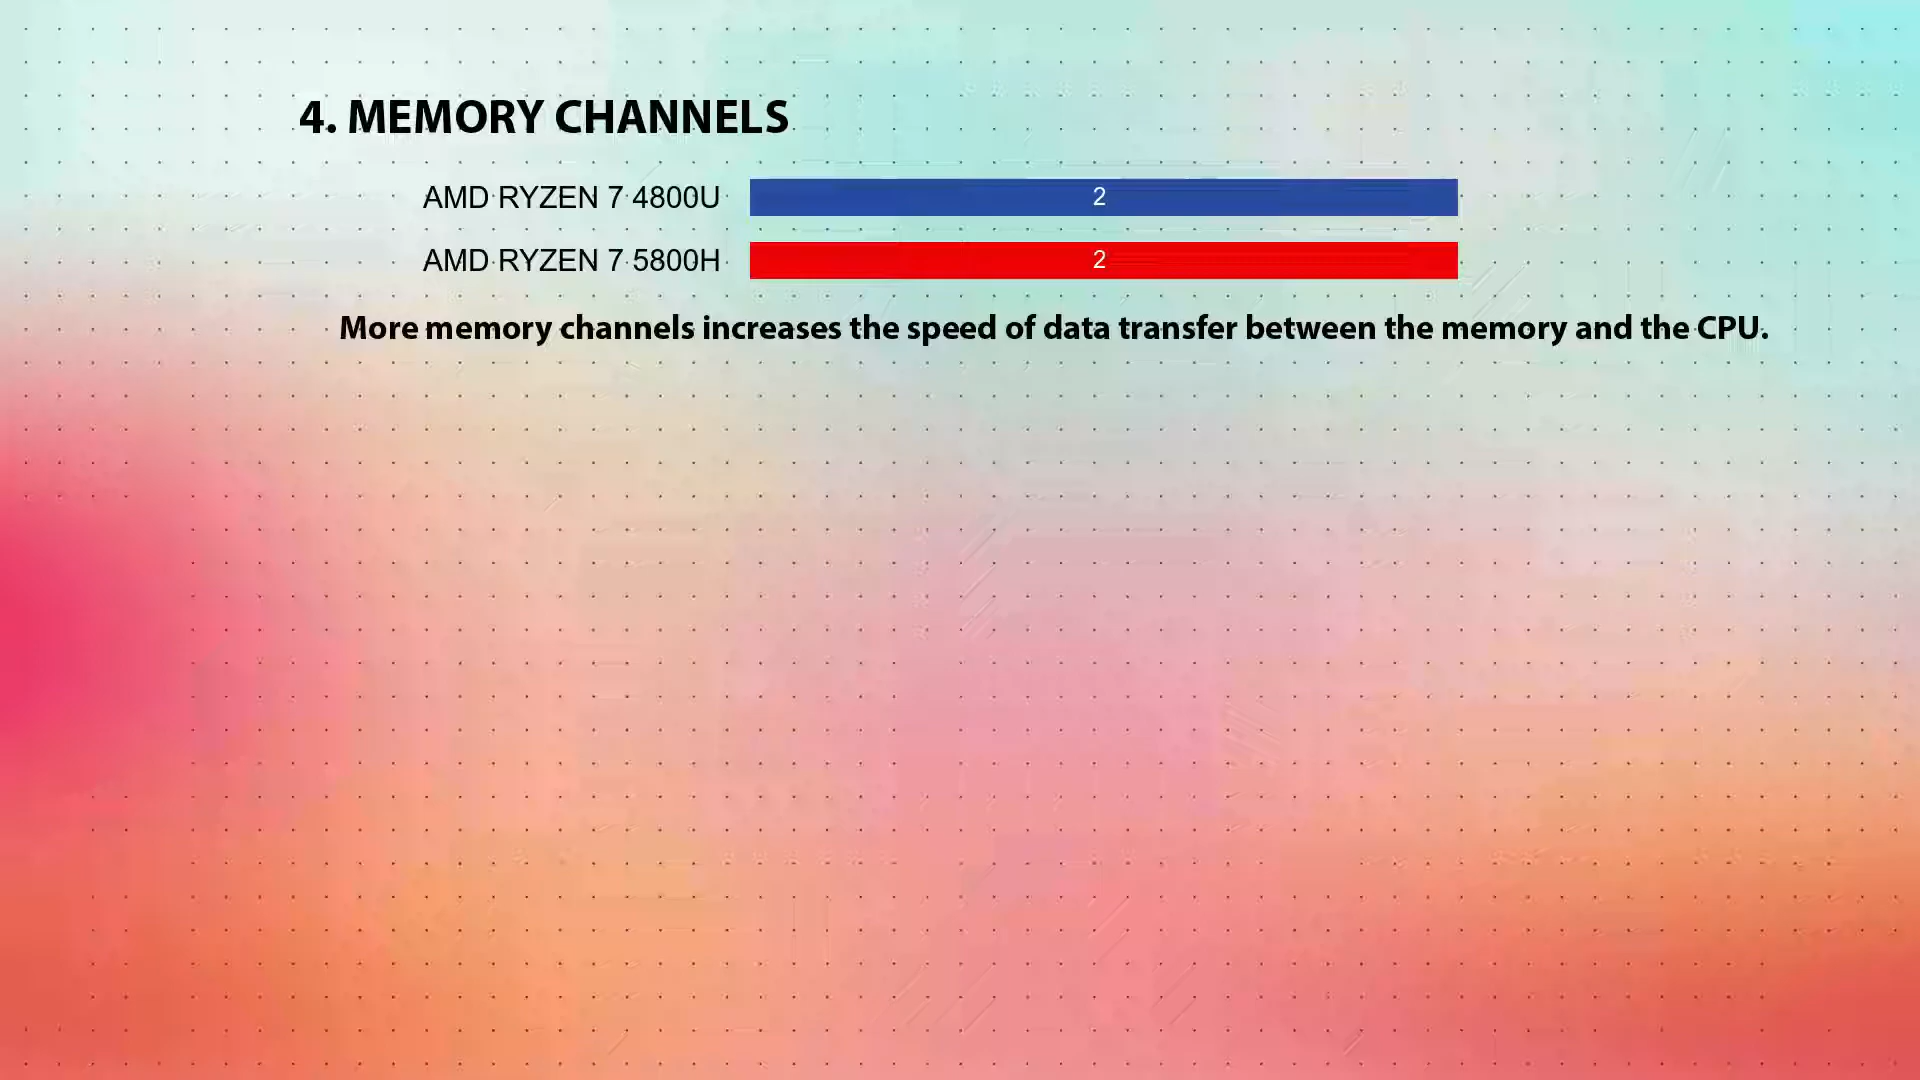 4. MEMORY CHANNELS
AMD RYZEN 7 4800U 2
AMD RYZEN 7 5800H 2
More memory channels increases the speed of data transfer between the memory and the CPU.